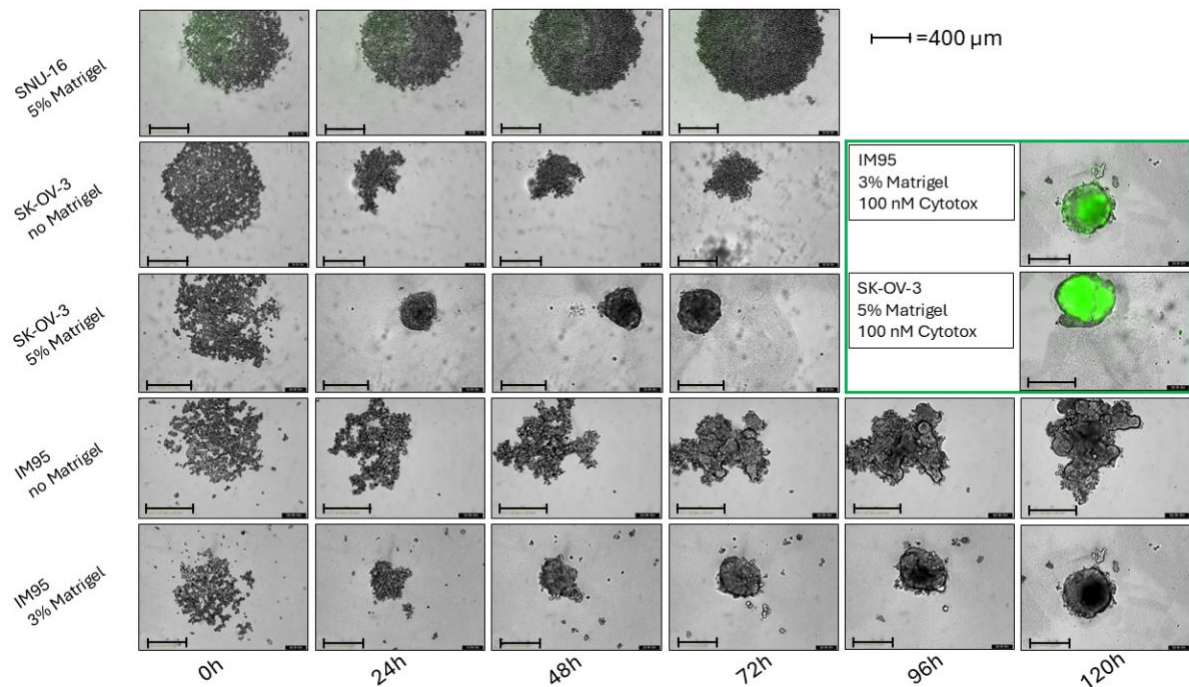 SNU-16
5% Matrigel
=400 µm
SK-OV-3
no Matrigel
IM95
3% Matrigel
100 nM Cytotox
SK-OV-3
5% Matrigel
SK-OV-3
5% Matrigel
100 nM Cytotox
IM95
no Matrigel
IM95
3% Matrigel
0h
24h
48h
72h
96h
120h